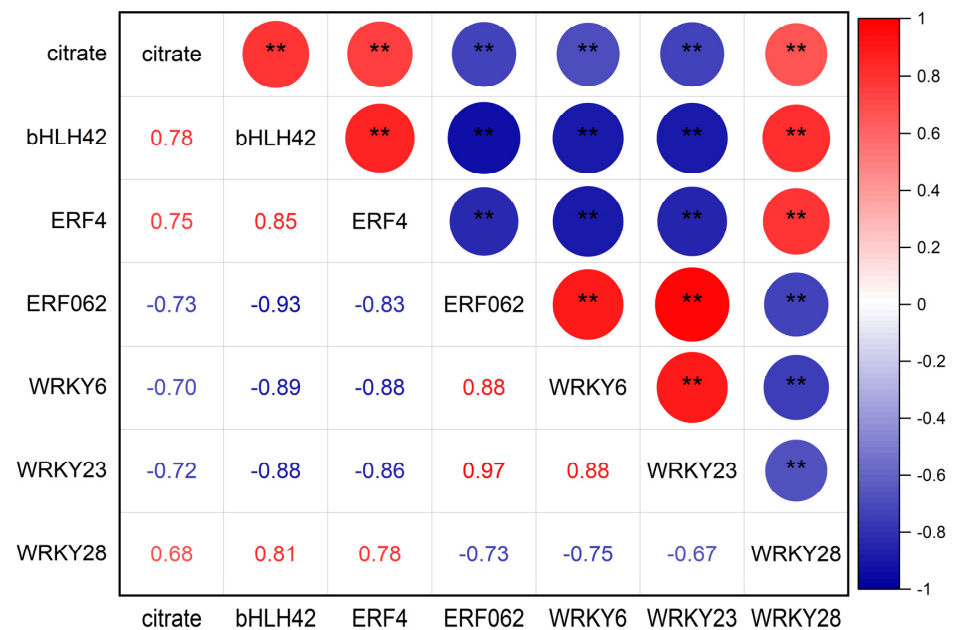 citrate citrate ** ** ** ** ** **
bHLH42 0.78 bHLH42 ** ** ** ** **
ERF4 0.75 0.85 ERF4 ** ** ** **
ERF062 -0.73 -0.93 -0.83 ERF062 ** ** **
WRKY6 -0.70 -0.89 -0.88 0.88 WRKY6 ** **
WRKY23 -0.72 -0.88 -0.86 0.97 0.88 WRKY23 **
WRKY28 0.68 0.81 0.78 -0.73 -0.75 -0.67 WRKY28
citrate bHLH42 ERF4 ERF062 WRKY6 WRKY23 WRKY28
1
0.8
0.6
0.4
0.2
0
-0.2
-0.4
-0.6
-0.8
-1